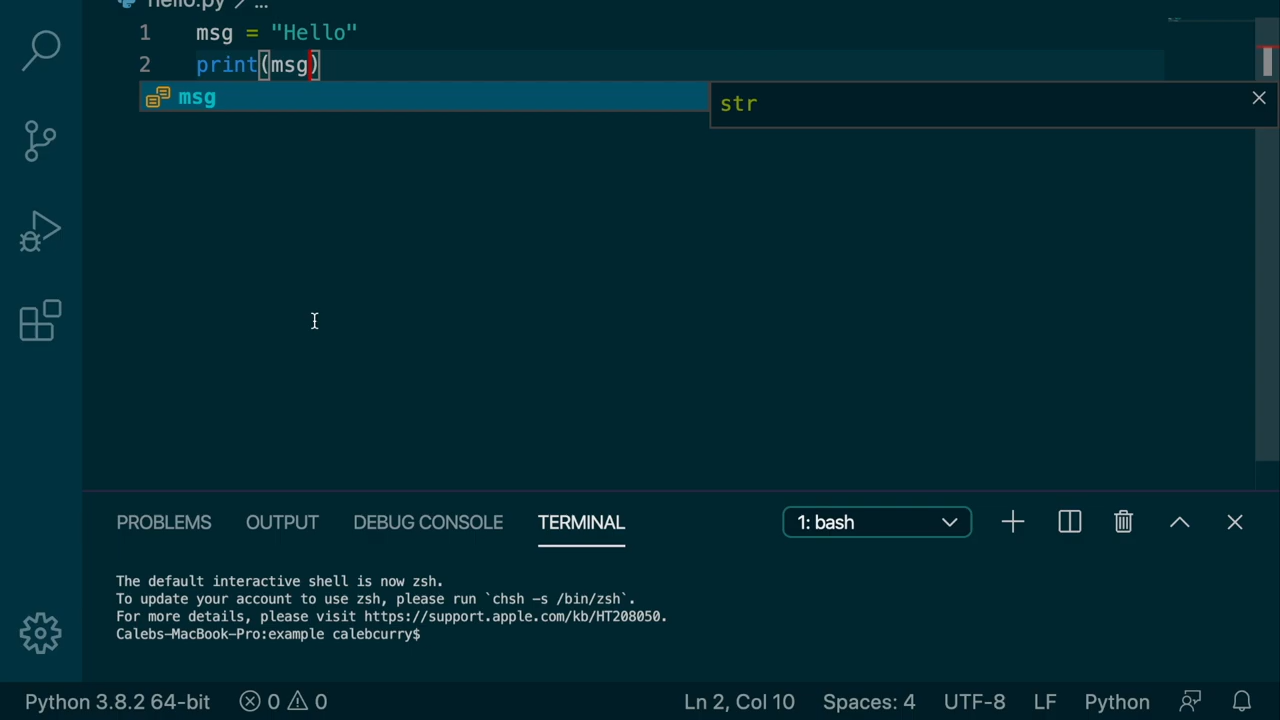 hello.py > ...
1 msg = "Hello"
2 print(msg)
msg
str
PROBLEMS OUTPUT DEBUG CONSOLE TERMINAL 1: bash
The default interactive shell is now zsh.
To update your account to use zsh, please run `chsh -s /bin/zsh`.
For more details, please visit https://support.apple.com/kb/HT208050.
Calebs-MacBook-Pro:example calebcurry$
Python 3.8.2 64-bit 0 0 Ln 2, Col 10 Spaces: 4 UTF-8 LF Python